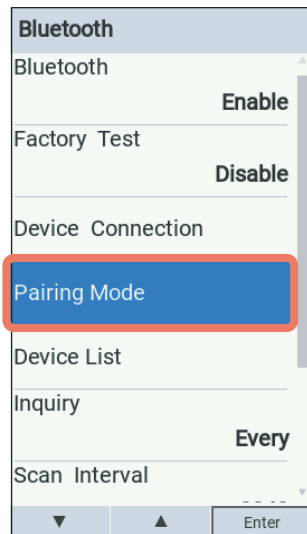 Bluetooth
Bluetooth
Enable
Factory Test
Disable
Device Connection
Pairing Mode
Device List
Inquiry
Every
Scan Interval
▼ ▲ Enter